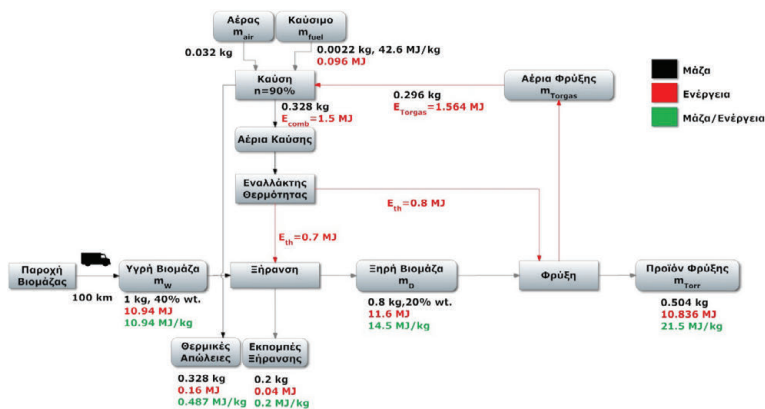 Αέρας
m_air
Καύσιμο
m_fuel
0.032 kg
0.0022 kg, 42.6 MJ/kg
0.096 MJ
Καύση
n=90%
0.296 kg
E_Torgas=1.564 MJ
Αέρια Φρύξης
m_Torgas
Μάζα
Ενέργεια
Μάζα/Ενέργεια
0.328 kg
E_comb=1.5 MJ
Αέρια Καύσης
Εναλλάκτης
Θερμότητας
E_th=0.8 MJ
E_th=0.7 MJ
Παροχή
Βιομάζας
100 km
Υγρή Βιομάζα
m_W
1 kg, 40% wt.
10.94 MJ
10.94 MJ/kg
Ξήρανση
Ξηρή Βιομάζα
m_D
0.8 kg,20% wt.
11.6 MJ
14.5 MJ/kg
Φρύξη
Προϊόν Φρύξης
m_Torr
0.504 kg
10.836 MJ
21.5 MJ/kg
Θερμικές
Απώλειες
0.328 kg
0.16 MJ
0.487 MJ/kg
Εκπομπές
Ξήρανσης
0.2 kg
0.04 MJ
0.2 MJ/kg